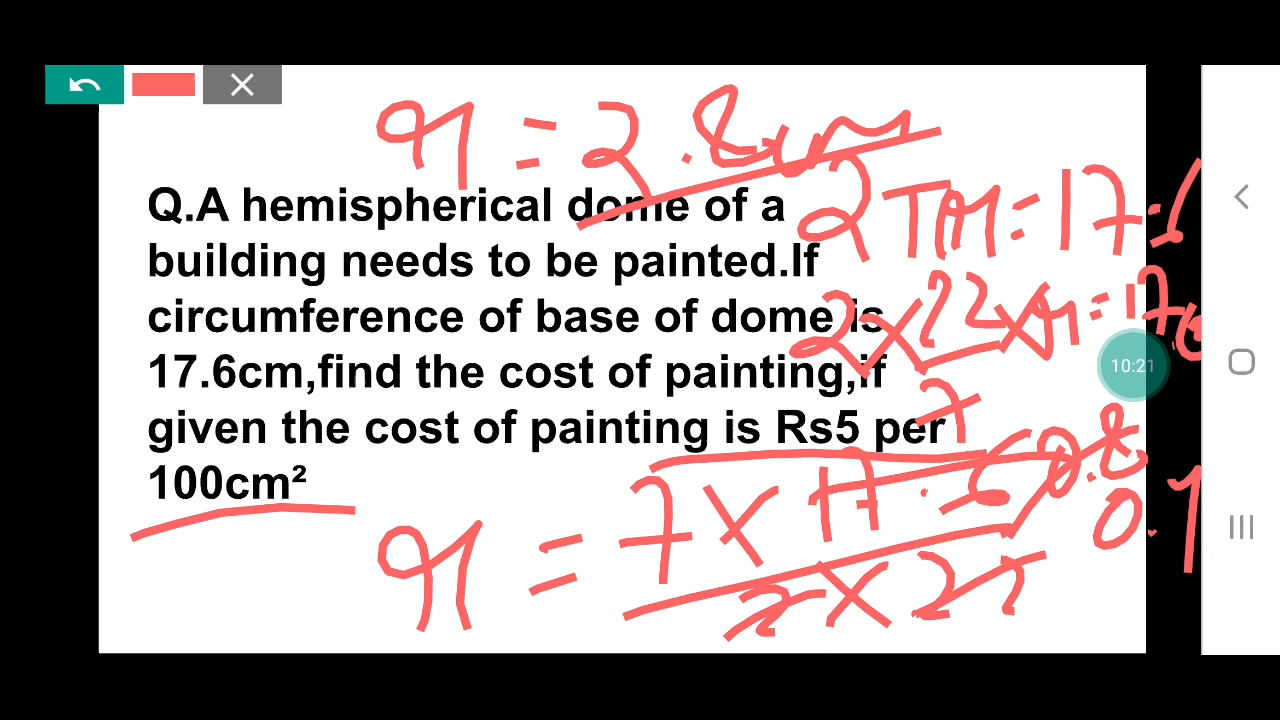 r = 2.8cm
Q.A hemispherical dome of a
2πr = 17.6
building needs to be painted.If
circumference of base of dome is
2 × 22/7 × r = 17.6
10:21
17.6cm,find the cost of painting,if
given the cost of painting is Rs5 per
100cm²
0.8
r = 7 × 17.6 / 2 × 22